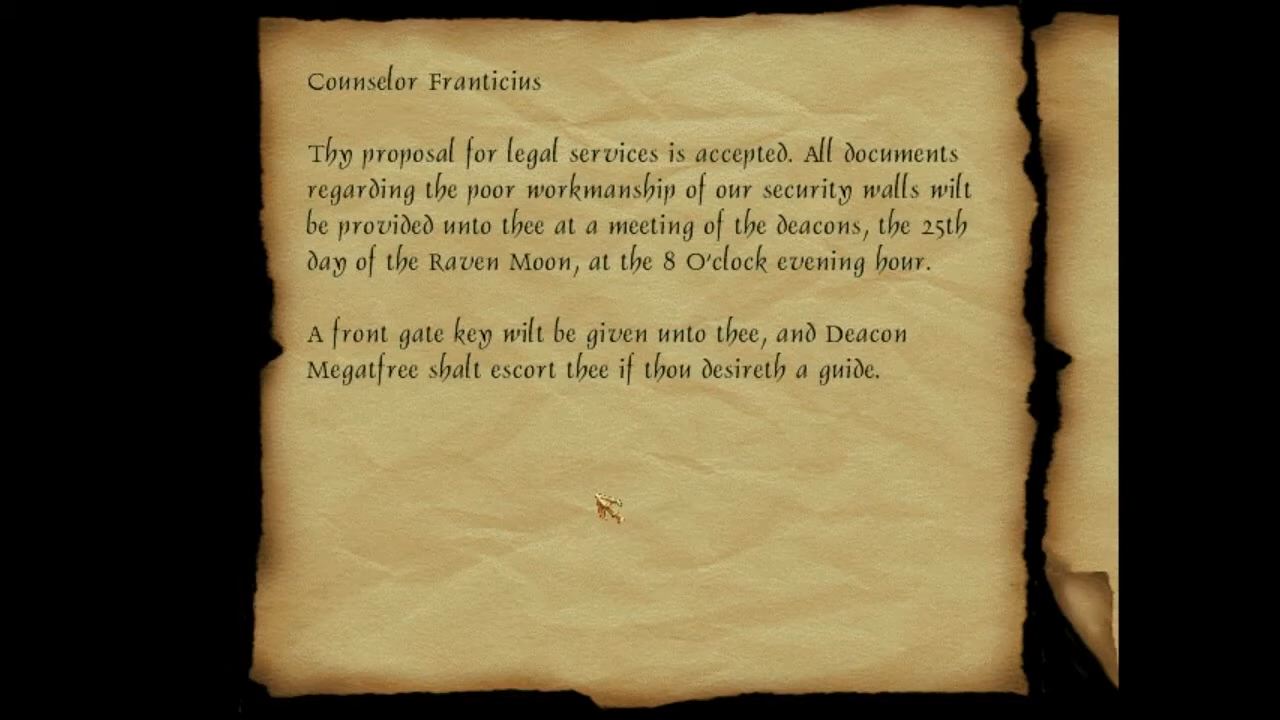 Counselor Franticius
Thy proposal for legal services is accepted. All documents
regarding the poor workmanship of our security walls wilt
be provided unto thee at a meeting of the deacons, the 25th
day of the Raven Moon, at the 8 O'clock evening hour.
A front gate key wilt be given unto thee, and Deacon
Megatfree shalt escort thee if thou desireth a guide.